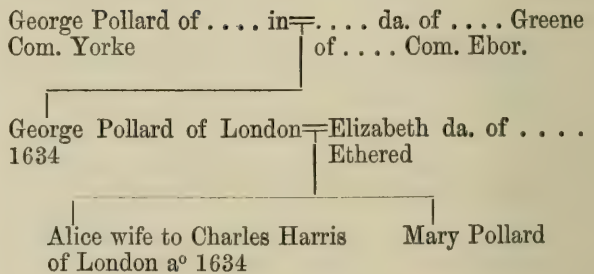 George Pollard of . . . . in . . . . da. of . . . . Greene
Com. Yorke of . . . . Com. Ebor.
George Pollard of London Elizabeth da. of . . . .
1634 Ethered
Alice wife to Charles Harris Mary Pollard
of London aº 1634